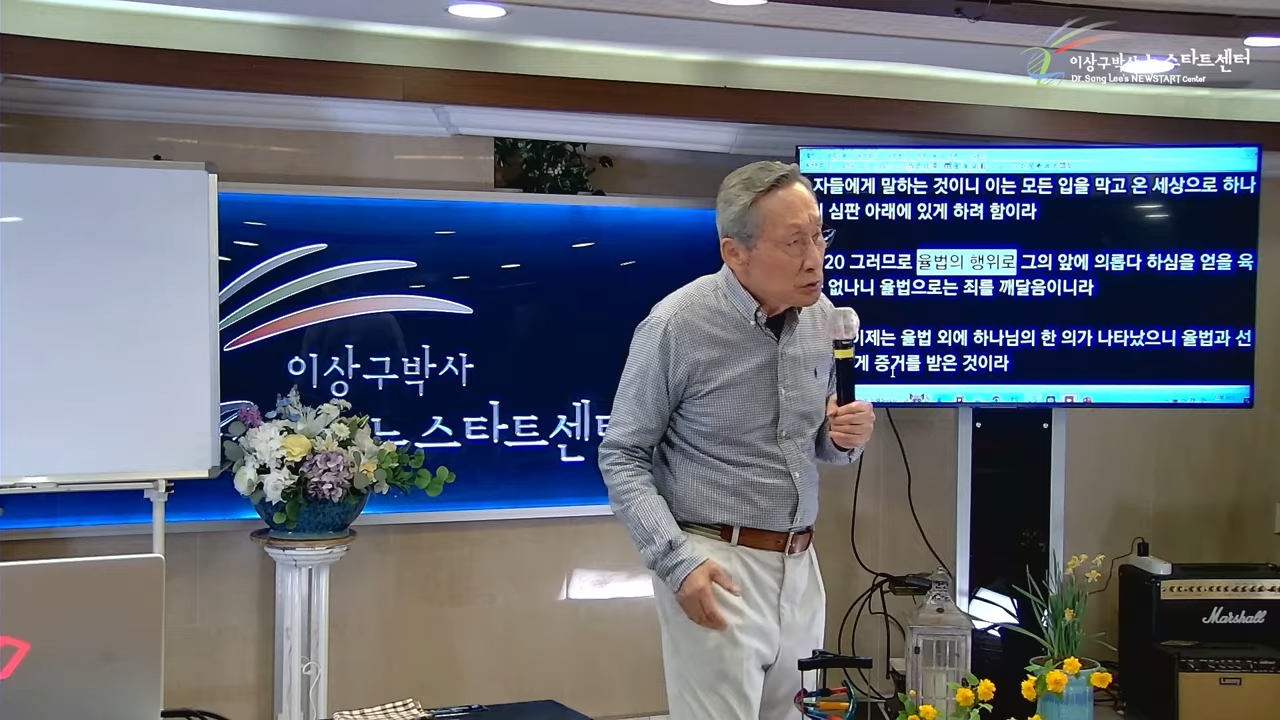 이상구박사 뉴스타트센터
Dr. Sang Lee's NEWSTART Center
자들에게 말하는 것이니 이는 모든 입을 막고 온 세상으로 하나
심판 아래에 있게 하려 함이라
20 그러므로 율법의 행위로 그의 앞에 의롭다 하심을 얻을 육
없나니 율법으로는 죄를 깨달음이니라
이제는 율법 외에 하나님의 한 의가 나타났으니 율법과 선
게 증거를 받은 것이라
이상구박사
뉴스타트센터
Marshall
Laney